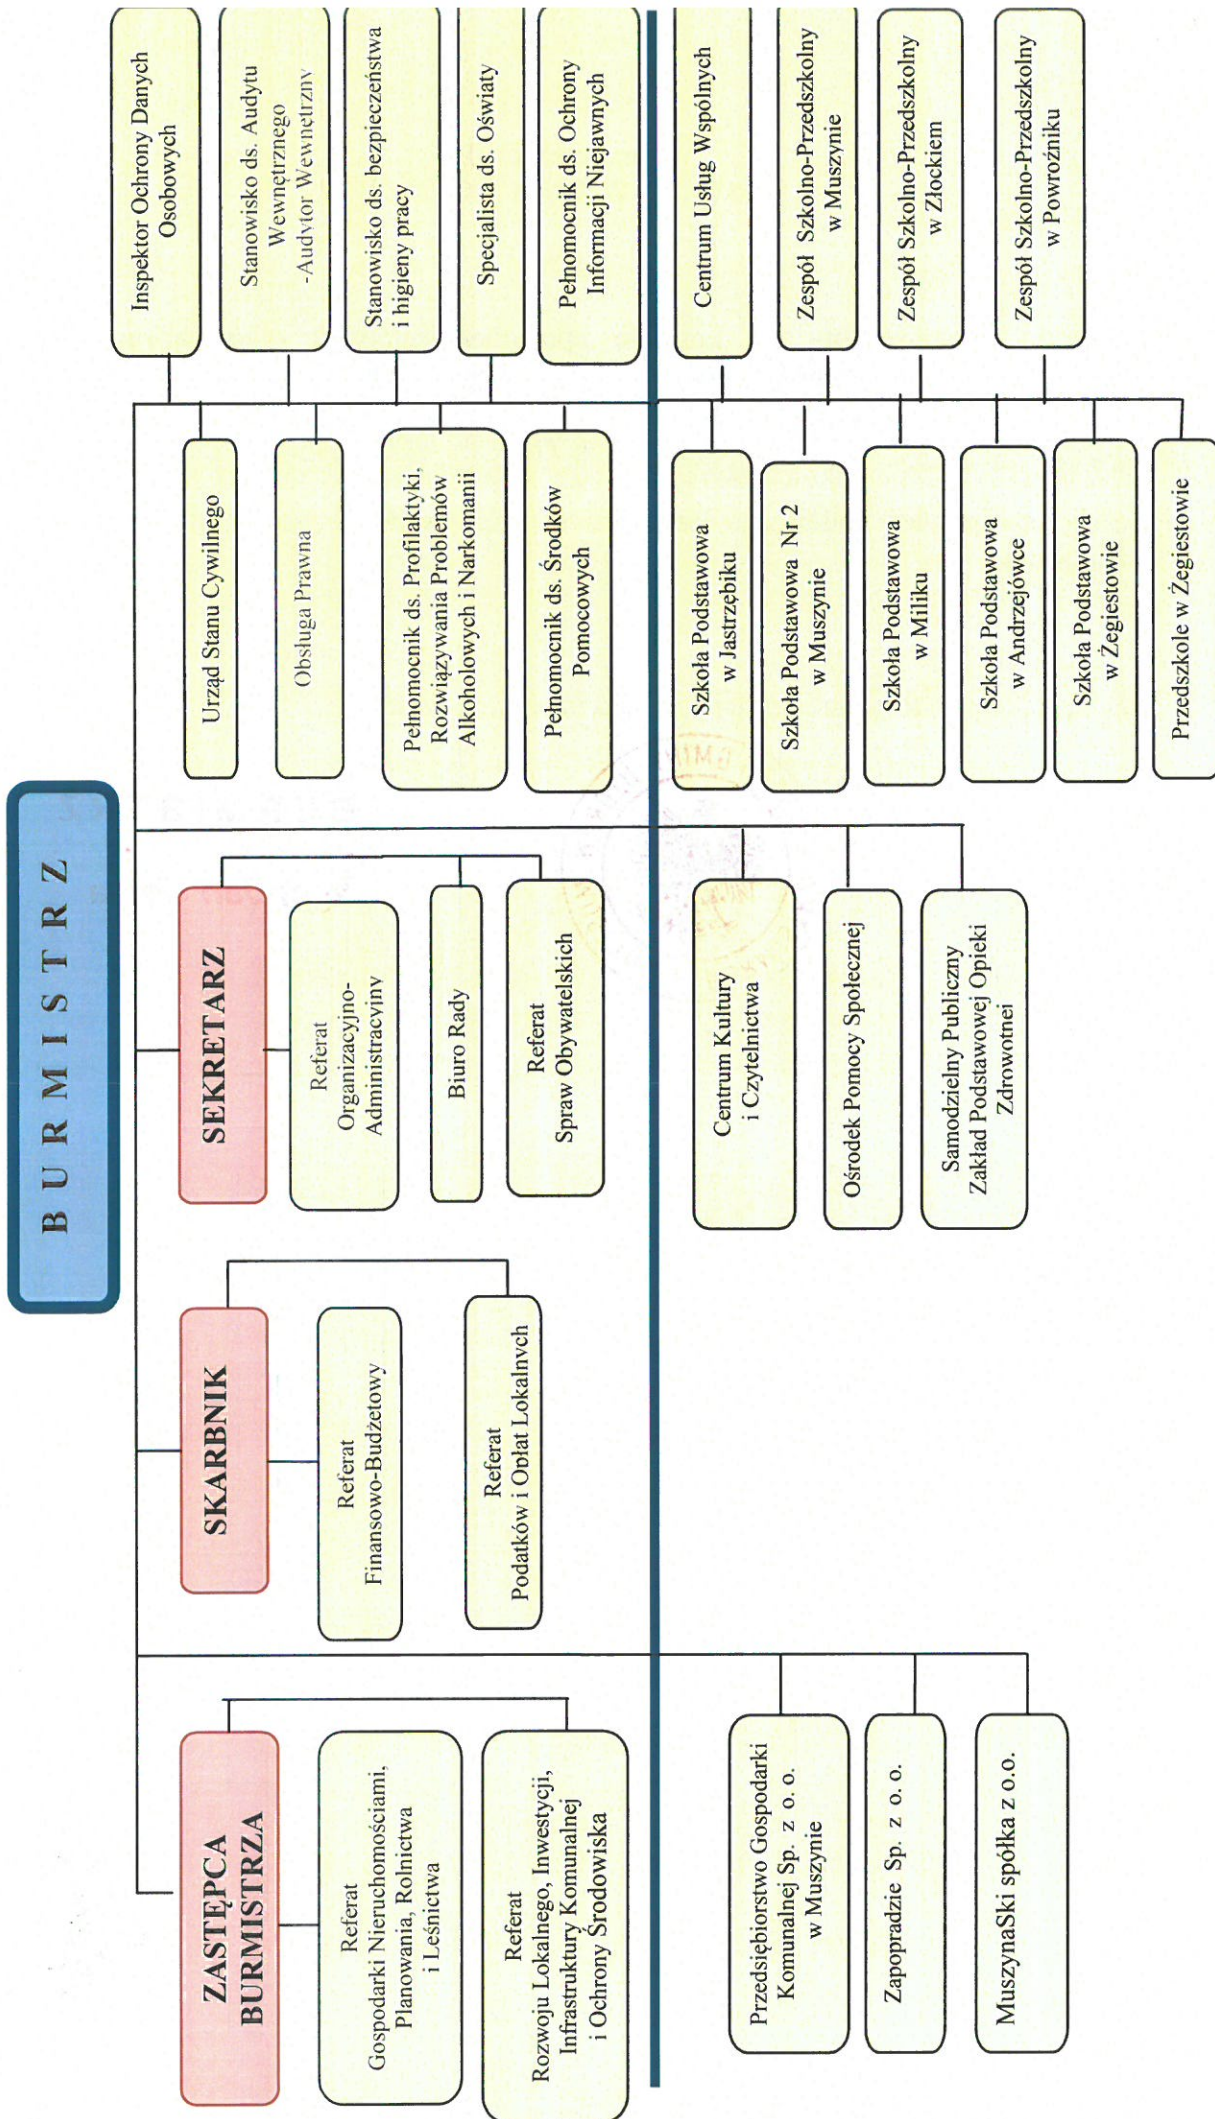 BURMISTRZ
ZASTĘPCA
BURMISTRZA
Referat
Gospodarki Nieruchomościami,
Planowania, Rolnictwa
i Leśnictwa
Referat
Rozwoju Lokalnego, Inwestycji,
Infrastruktury Komunalnej
i Ochrony Środowiska
SKARBNIK
Referat
Finansowo-Budżetowy
Referat
Podatków i Opłat Lokalnych
SEKRETARZ
Referat
Organizacyjno-
Administracyjny
Biuro Rady
Referat
Spraw Obywatelskich
Urząd Stanu Cywilnego
Obsługa Prawna
Pełnomocnik ds. Profilaktyki,
Rozwiązywania Problemów
Alkoholowych i Narkomanii
Pełnomocnik ds. Środków
Pomocowych
Inspektor Ochrony Danych
Osobowych
Stanowisko ds. Audytu
Wewnętrznego
-Audytor Wewnętrzny
Stanowisko ds. bezpieczeństwa
i higieny pracy
Specjalista ds. Oświaty
Pełnomocnik ds. Ochrony
Informacji Niejawnych
Przedsiębiorstwo Gospodarki
Komunalnej Sp. z o. o.
w Muszynie
Zapopradzie Sp. z o. o.
MuszynaSki spółka z o.o.
Centrum Kultury
i Czytelnictwa
Ośrodek Pomocy Społecznej
Samodzielny Publiczny
Zakład Podstawowej Opieki
Zdrowotnej
Szkoła Podstawowa
w Jastrzębiku
Szkoła Podstawowa Nr 2
w Muszynie
Szkoła Podstawowa
w Miliku
Szkoła Podstawowa
w Andrzejówce
Szkoła Podstawowa
w Żegiestowie
Przedszkole w Żegiestowie
Centrum Usług Wspólnych
Zespół Szkolno-Przedszkolny
w Muszynie
Zespół Szkolno-Przedszkolny
w Złockiem
Zespół Szkolno-Przedszkolny
w Powroźniku